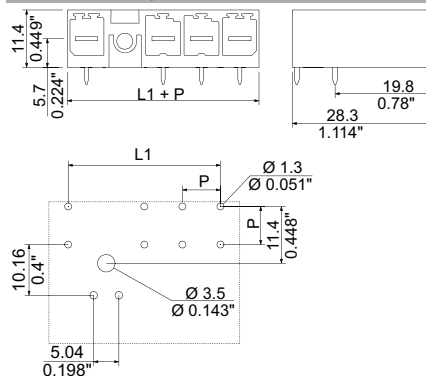 11.4
0.449"
5.7
0.224"
L1 + P
19.8
0.78"
28.3
1.114"
L1
P
Ø 1.3
Ø 0.051"
P
11.4
0.448"
10.16
0.4"
Ø 3.5
Ø 0.143"
5.04
0.198"